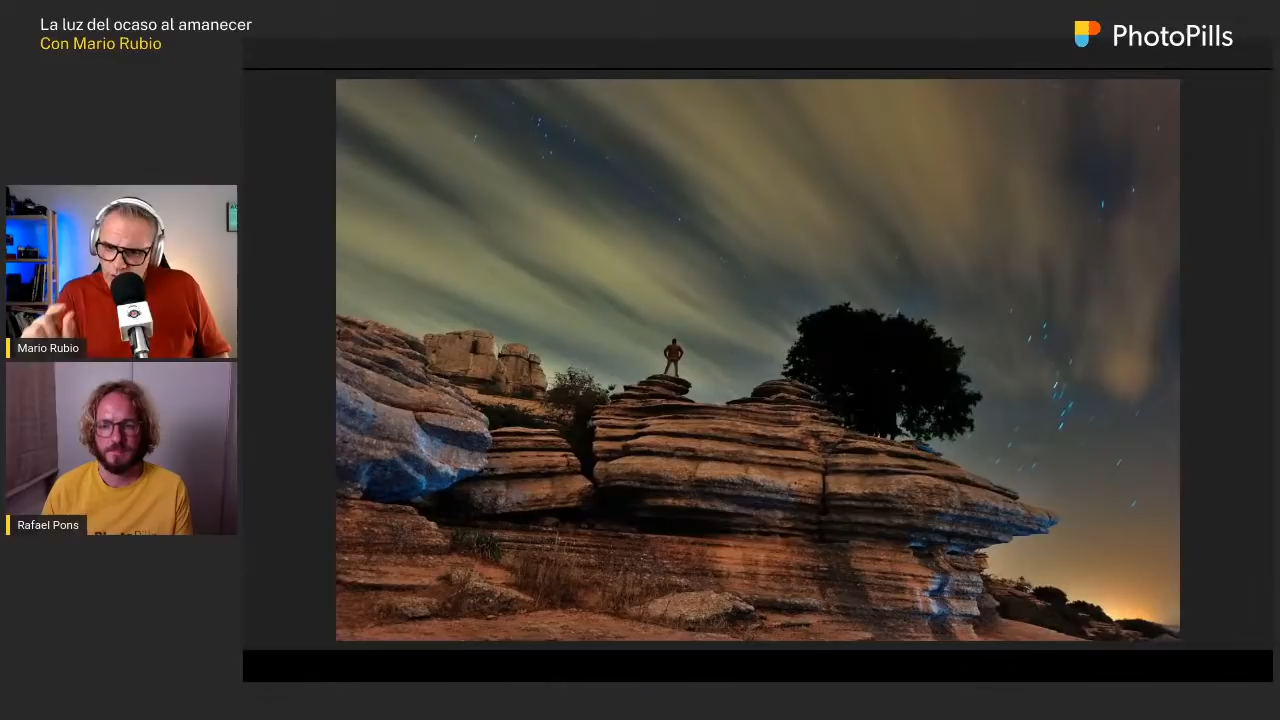 La luz del ocaso al amanecer
Con Mario Rubio
PhotoPills
Mario Rubio
Rafael Pons